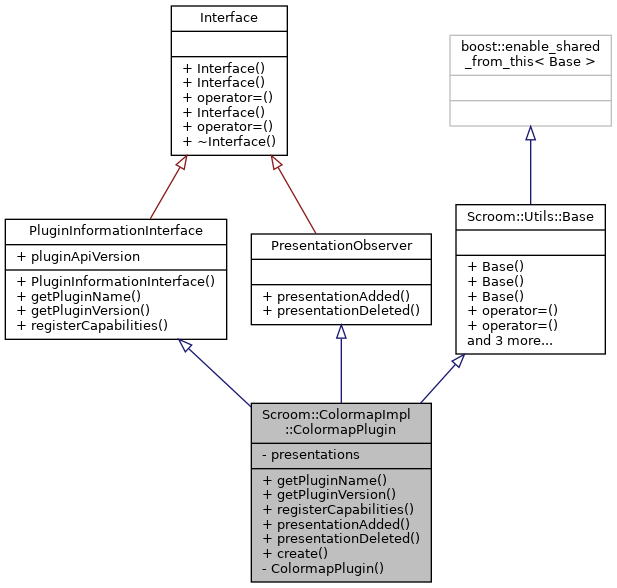 Interface
+ Interface()
+ Interface()
+ operator=()
+ Interface()
+ operator=()
+ ~Interface()
boost::enable_shared
_from_this< Base >
PluginInformationInterface
+ pluginApiVersion
+ PluginInformationInterface()
+ getPluginName()
+ getPluginVersion()
+ registerCapabilities()
PresentationObserver
+ presentationAdded()
+ presentationDeleted()
Scroom::Utils::Base
+ Base()
+ Base()
+ Base()
+ operator=()
+ operator=()
and 3 more...
Scroom::ColormapImpl
::ColormapPlugin
- presentations
+ getPluginName()
+ getPluginVersion()
+ registerCapabilities()
+ presentationAdded()
+ presentationDeleted()
+ create()
- ColormapPlugin()